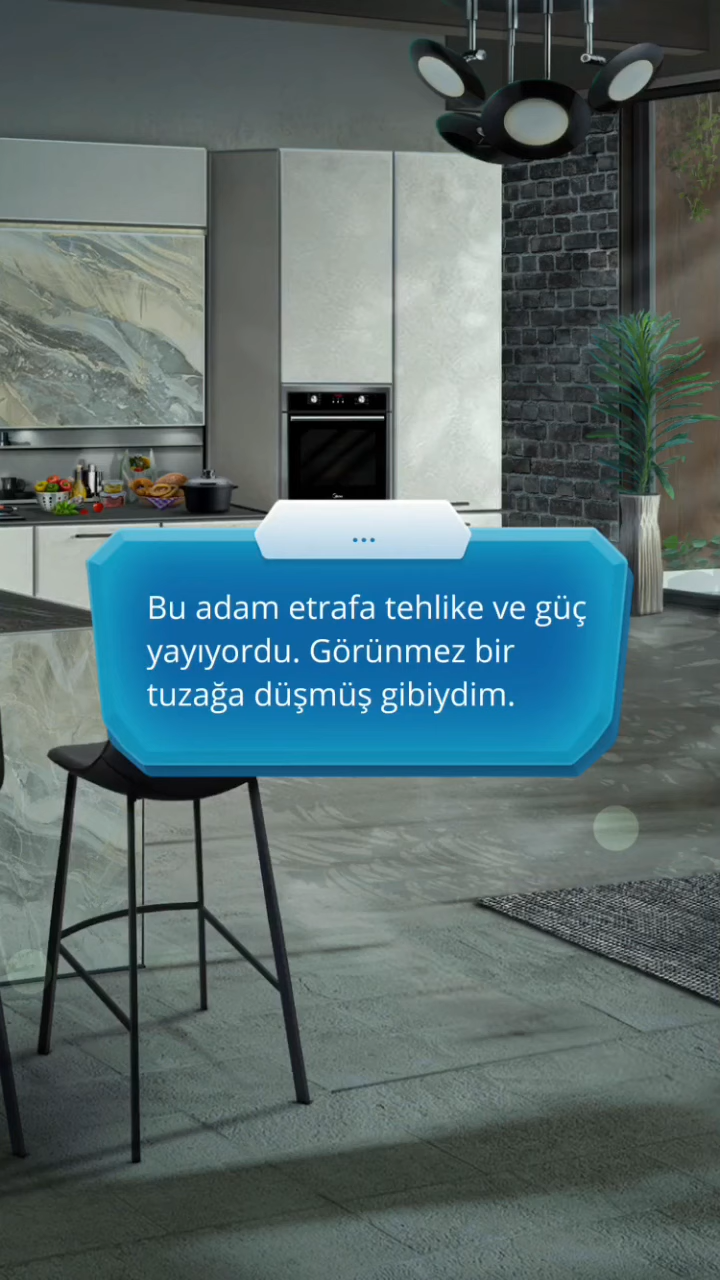 ...
Bu adam etrafa tehlike ve güç
yayıyordu. Görünmez bir
tuzağa düşmüş gibiydim.